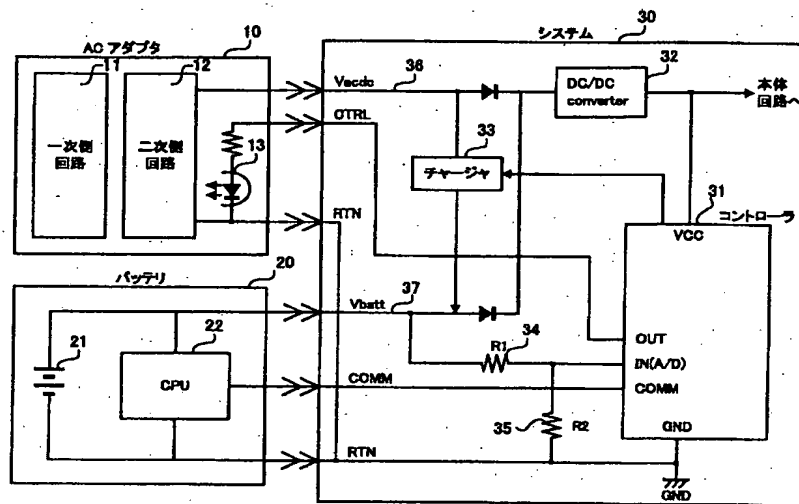 AC アダプタ
10
11
12
一次側
回路
二次側
回路
13
システム
30
Vacdc
36
CTRL
DC/DC
converter
32
本体
回路へ
33
チャージャ
RTN
31
コントローラ
VCC
バッテリ
20
Vbatt
37
21
22
CPU
R1
34
OUT
IN(A/D)
COMM
COMM
35
R2
GND
RTN
GND